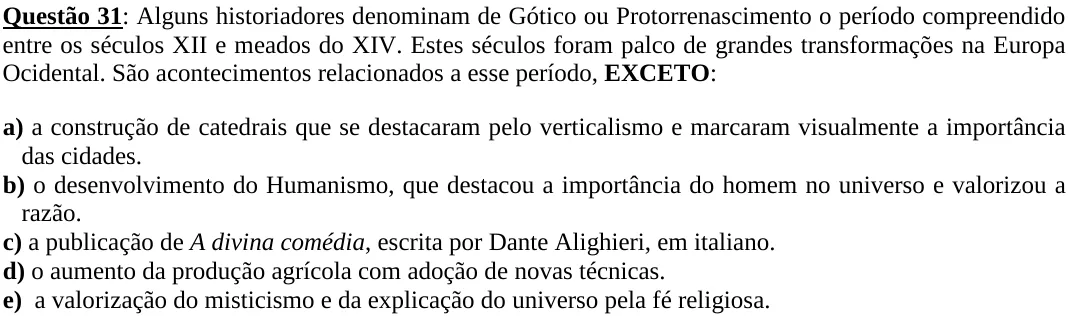 Questão 31: Alguns historiadores denominam de Gótico ou Protorrenascimento o período compreendido
entre os séculos XII e meados do XIV. Estes séculos foram palco de grandes transformações na Europa
Ocidental. São acontecimentos relacionados a esse período, EXCETO:
a) a construção de catedrais que se destacaram pelo verticalismo e marcaram visualmente a importância
das cidades.
b) o desenvolvimento do Humanismo, que destacou a importância do homem no universo e valorizou a
razão.
c) a publicação de A divina comédia, escrita por Dante Alighieri, em italiano.
d) o aumento da produção agrícola com adoção de novas técnicas.
e) a valorização do misticismo e da explicação do universo pela fé religiosa.